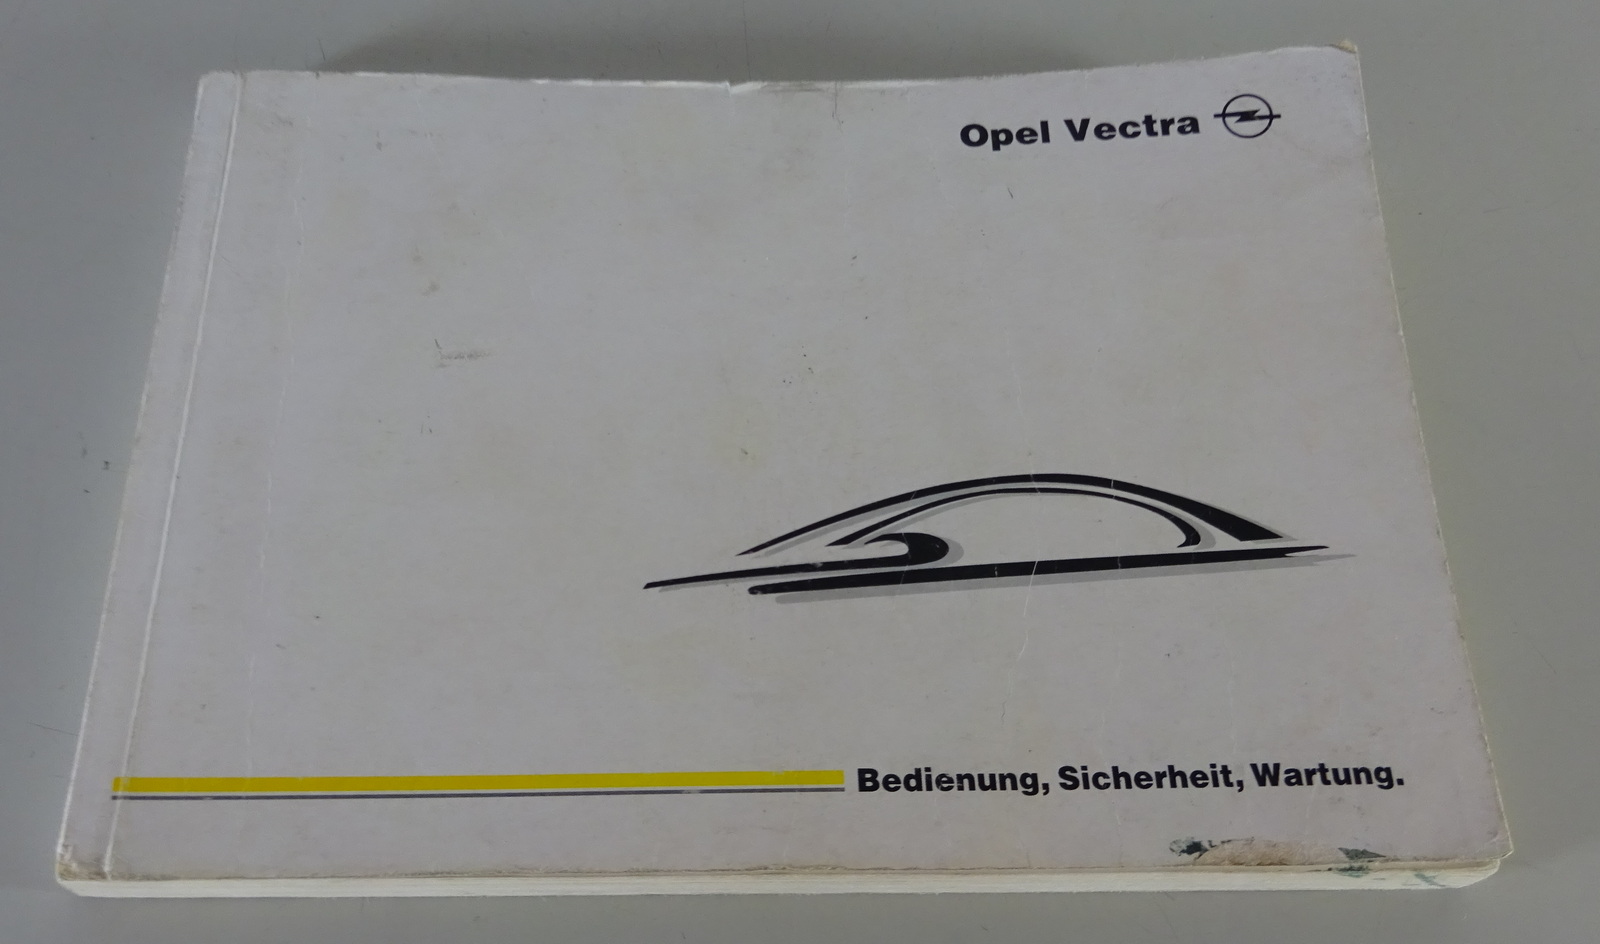 Opel Vectra
Bedienung, Sicherheit, Wartung.